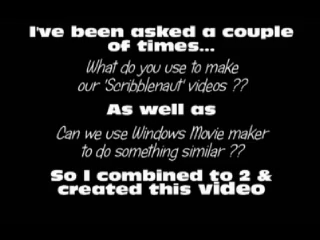 I've been asked a couple
of times...
What do you use to make
our 'Scribblenaut' videos ??
As well as
Can we use Windows Movie maker
to do something similar ??
So I combined to 2 &
created this video